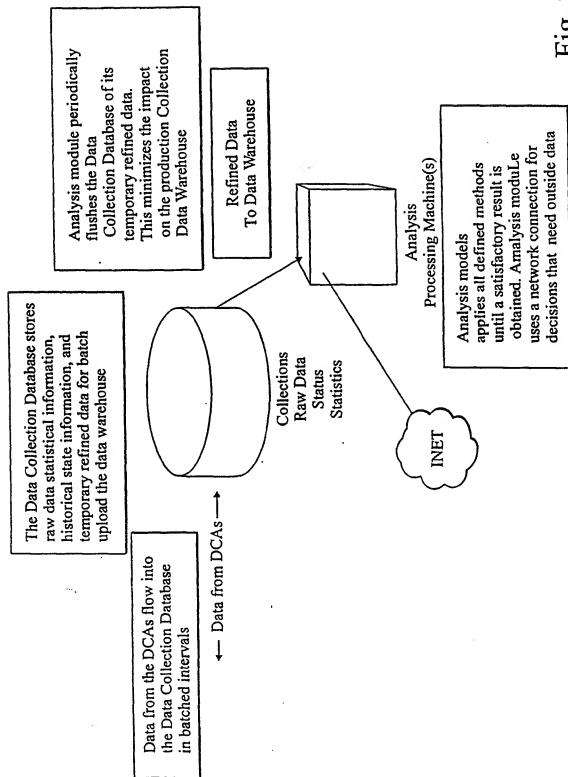 The Data Collection Database stores
raw data statistical information,
historical state information, and
temporary refined data for batch
upload the data warehouse
Analysis module periodically
flushes the Data
Collection Database of its
temporary refined data.
This minimizes the impact
on the production Collection
Data Warehouse
Data from the DCAs flow into
the Data Collection Database
in batched intervals
← Data from DCAs →
Collections
Raw Data
Status
Statistics
Refined Data
To Data Warehouse
INET
Analysis
Processing Machine(s)
Analysis models
applies all defined methods
until a satisfactory result is
obtained. Amalysis moduLe
uses a network connection for
decisions that need outside data
Fig